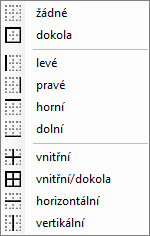 žádné
dokola
levé
pravé
horní
dolní
vnitřní
vnitřní/dokola
horizontální
vertikální